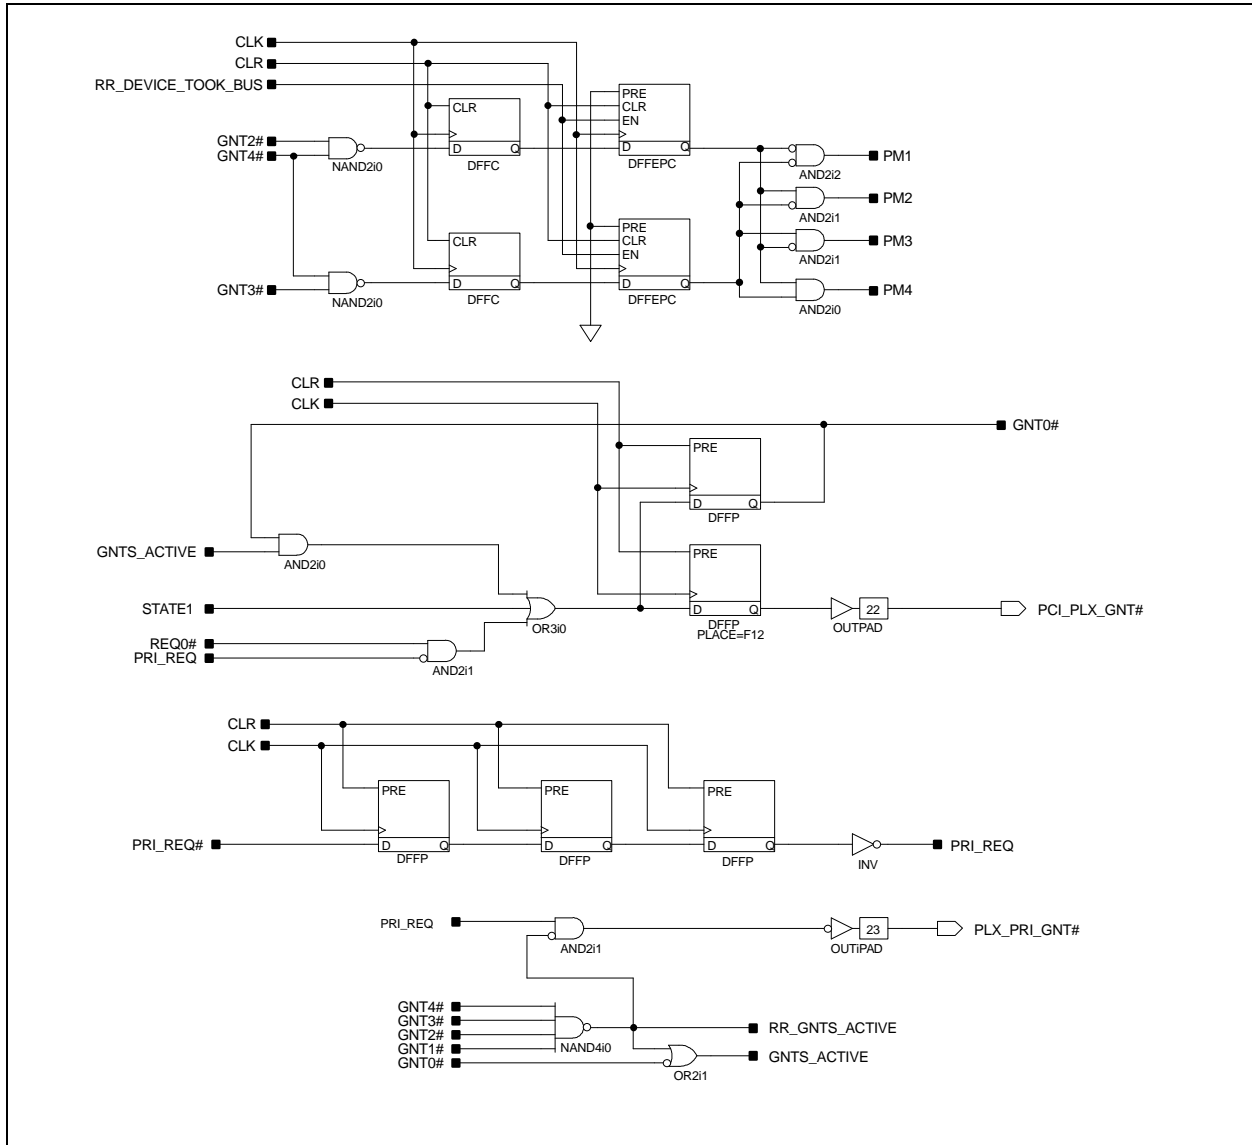 CLK
CLR
RR_DEVICE_TOOK_BUS
PRE
CLR
CLR
EN
GNT2#
D Q
D Q
PM1
GNT4#
NAND2i0
DFFC
DFFEPC
AND2i2
PM2
AND2i1
PRE
CLR
CLR
EN
PM3
AND2i1
D Q
D Q
GNT3#
PM4
NAND2i0
DFFC
DFFEPC
AND2i0
CLR
CLK
GNT0#
PRE
D Q
DFFP
GNTS_ACTIVE
AND2i0
PRE
STATE1
D Q
22
PCI_PLX_GNT#
OR3i0
DFFP
OUTPAD
PLACE=F12
REQ0#
PRI_REQ
AND2i1
CLR
CLK
PRE
PRE
PRE
PRI_REQ#
D Q
D Q
D Q
PRI_REQ
DFFP
DFFP
DFFP
INV
PRI_REQ
23
PLX_PRI_GNT#
AND2i1
OUTiPAD
GNT4#
GNT3#
GNT2#
GNT1#
GNT0#
NAND4i0
RR_GNTS_ACTIVE
GNTS_ACTIVE
OR2i1